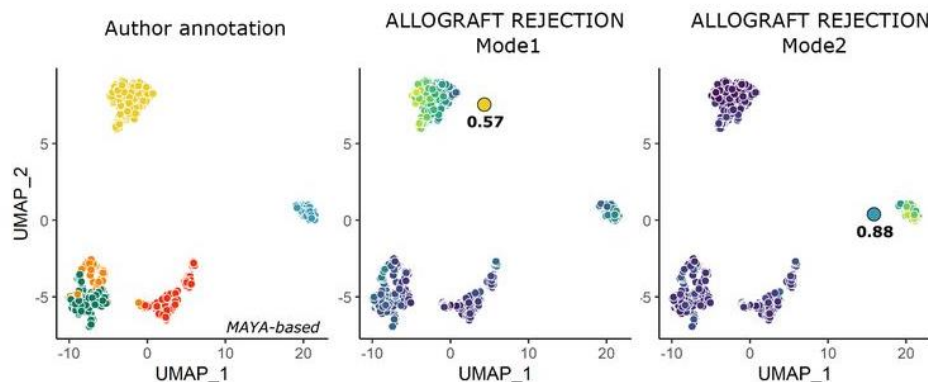 Author annotation
ALLOGRAFT REJECTION
Mode1
ALLOGRAFT REJECTION
Mode2
UMAP_2
5
0
-5
-10
0
10
20
UMAP_1
MAYA-based
0.57
5
0
-5
-10
0
10
20
UMAP_1
0.88
5
0
-5
-10
0
10
20
UMAP_1